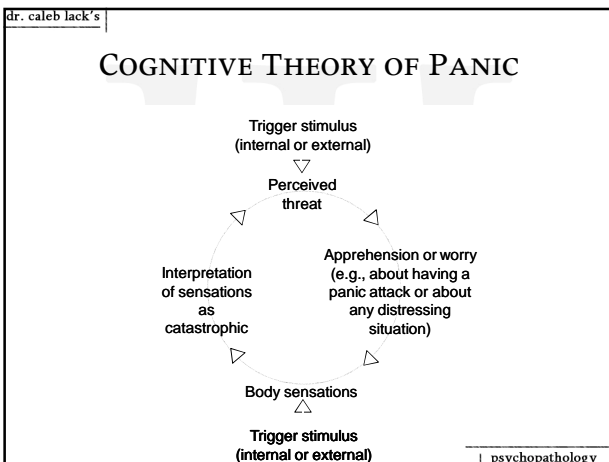 dr. caleb lack's
COGNITIVE THEORY OF PANIC
Trigger stimulus
(internal or external)
Perceived
threat
Apprehension or worry
(e.g., about having a
panic attack or about
any distressing
situation)
Interpretation
of sensations
as
catastrophic
Body sensations
Trigger stimulus
(internal or external)
psychopathology